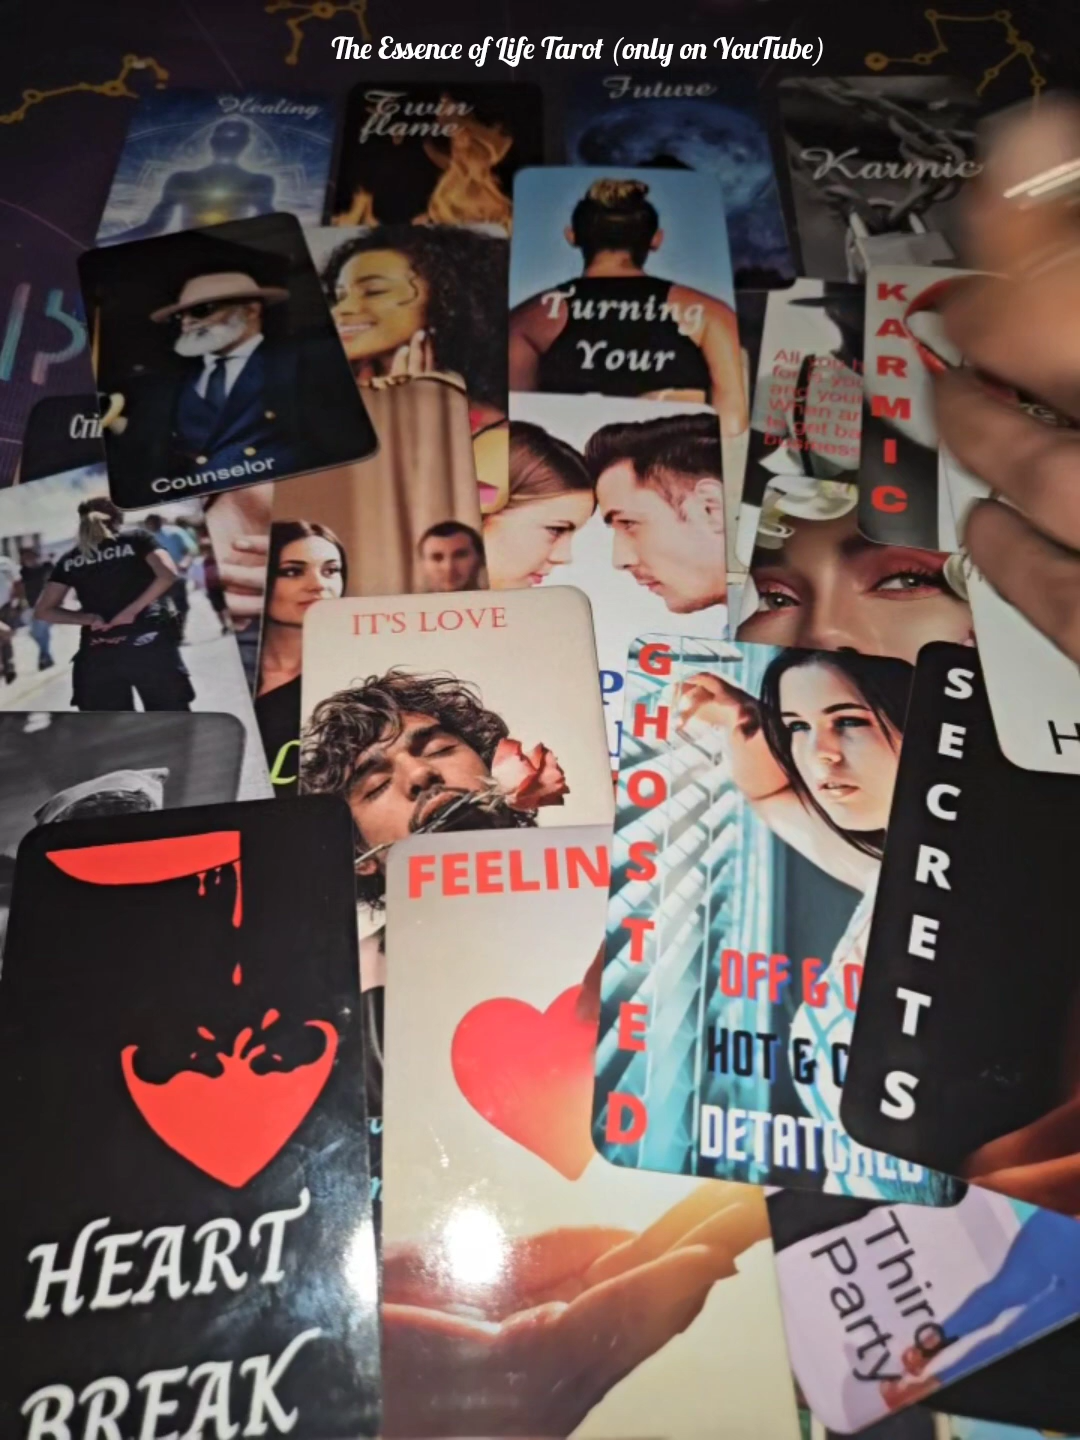 The Essence of Life Tarot (only on YouTube)
Healing
Twin
flame
Future
Karmic
Turning
Your
KARMIC
Counselor
POLICIA
IT'S LOVE
GHOSTED
SECRETS
FEELIN
OFF &
HOT &
DETATCHED
HEART
BREAK
Third
Party